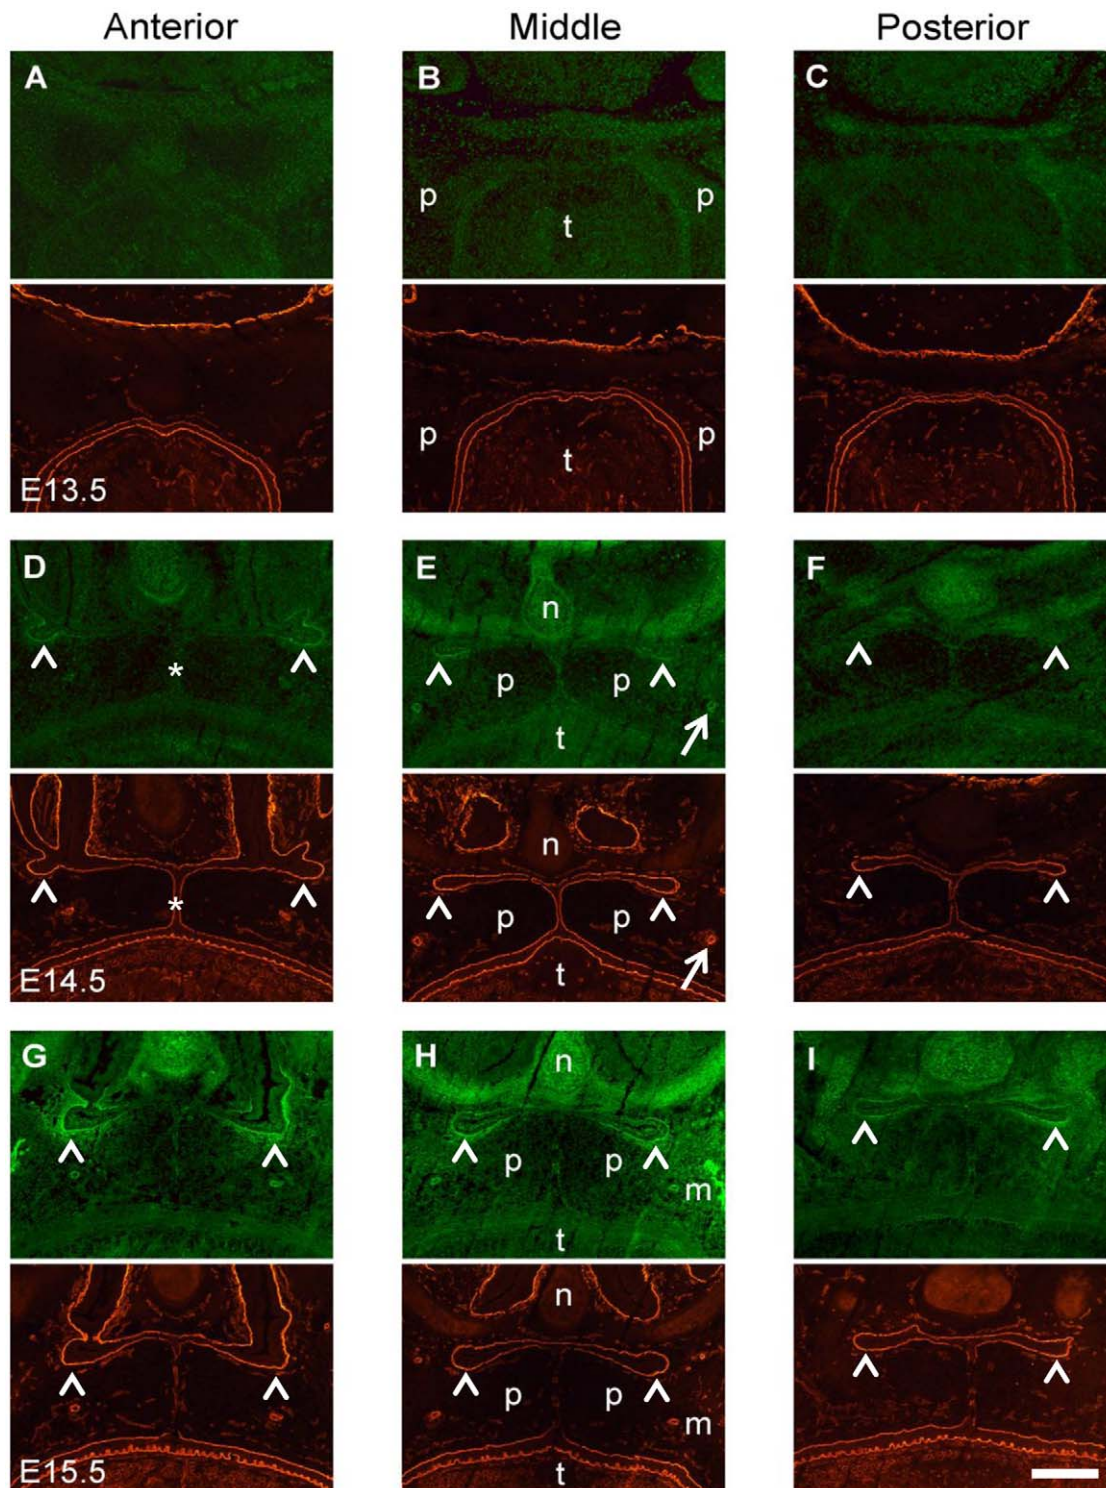 Anterior Middle Posterior
A B C
p p
t
p p
t
E13.5
D E F
n
* p p
t
n
* p p
E14.5 t
G H I
n
p p
m
t
n
p p
m
E15.5 t